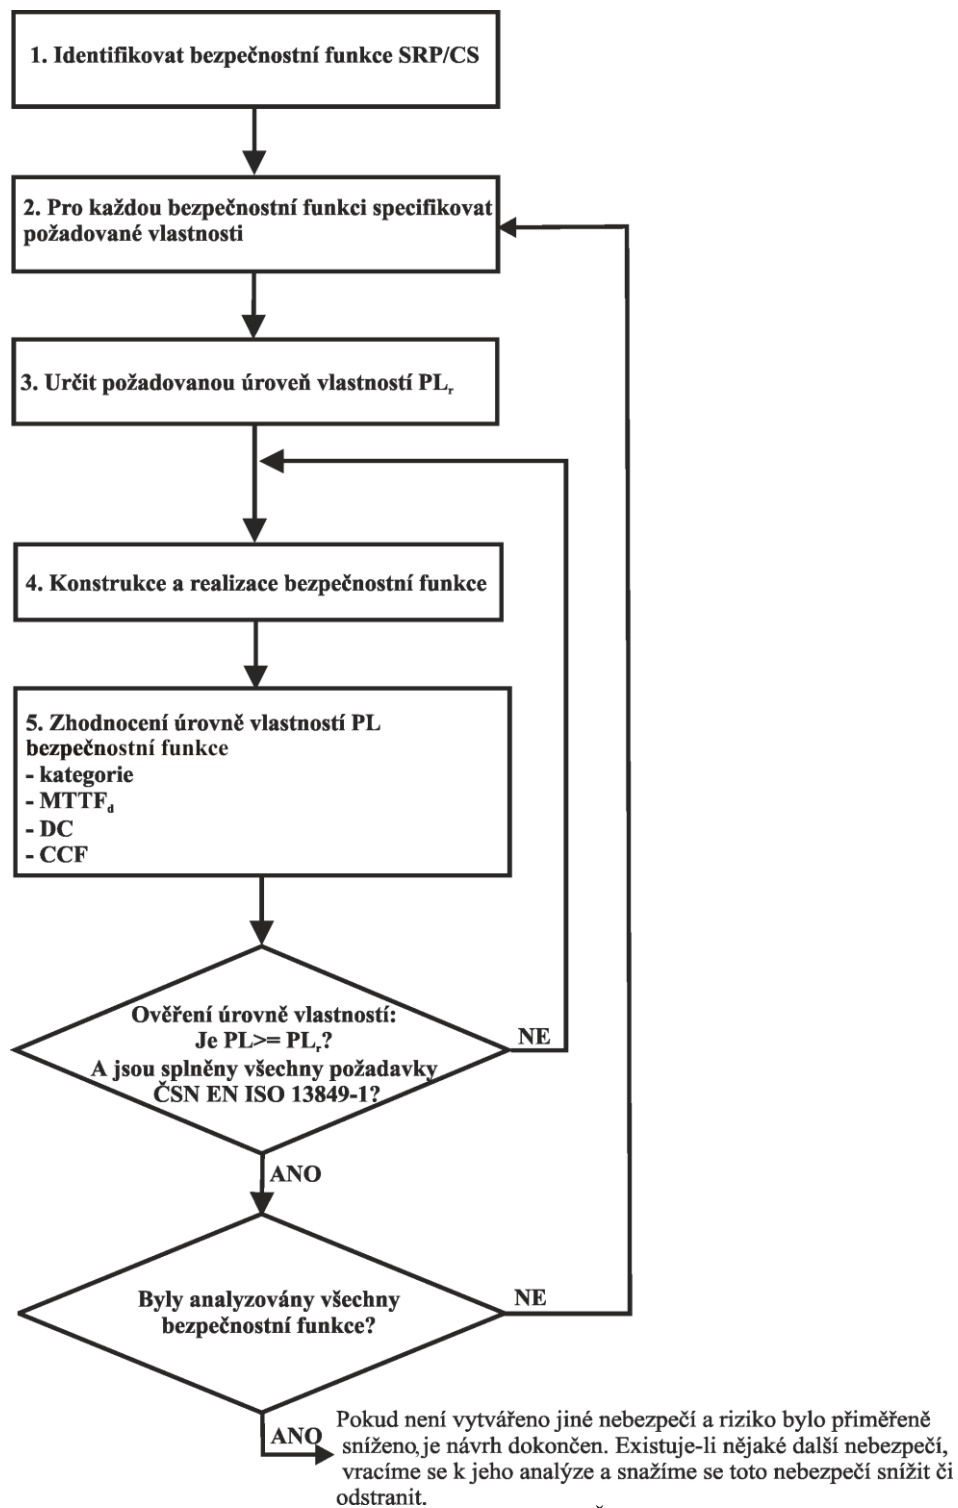 1. Identifikovat bezpečnostní funkce SRP/CS
2. Pro každou bezpečnostní funkci specifikovat
požadované vlastnosti
3. Určit požadovanou úroveň vlastností PLr
4. Konstrukce a realizace bezpečnostní funkce
5. Zhodnocení úrovně vlastností PL
bezpečnostní funkce
- kategorie
- MTTFd
- DC
- CCF
Ověření úrovně vlastností:
Je PL>= PLr?
A jsou splněny všechny požadavky
ČSN EN ISO 13849-1?
NE
ANO
Byly analyzovány všechny
bezpečnostní funkce?
NE
ANO
Pokud není vytvářeno jiné nebezpečí a riziko bylo přiměřeně
sníženo,je návrh dokončen. Existuje-li nějaké další nebezpečí,
vracíme se k jeho analýze a snažíme se toto nebezpečí snížit či
odstranit.